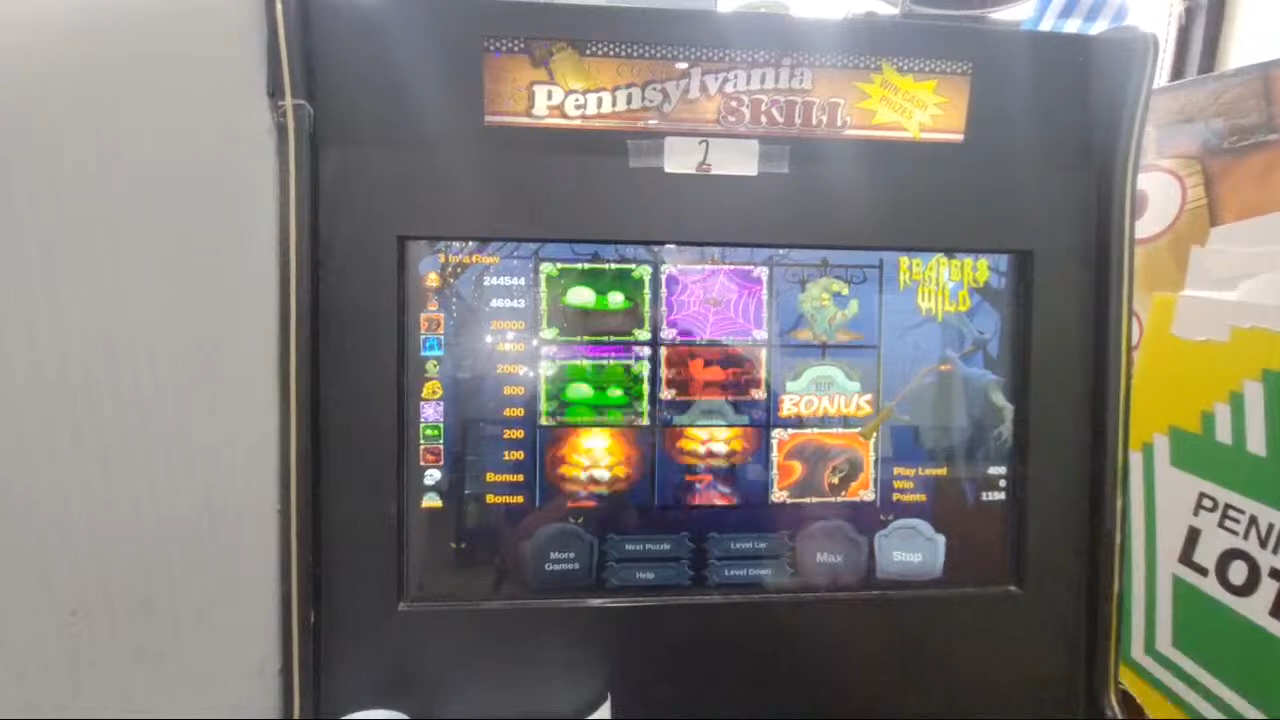 Pennsylvania
SKILL
WIN CASH
PRIZES
2
3 in a Row
244544
46943
20000
4000
2000
800
400
200
100
Bonus
Bonus
REAPERS
WILD
RIP
BONUS
Play Level 400
Win 0
Points 1194
More
Games
Next Puzzle
Help
Level Down
Max
Stop
PENN
LOT